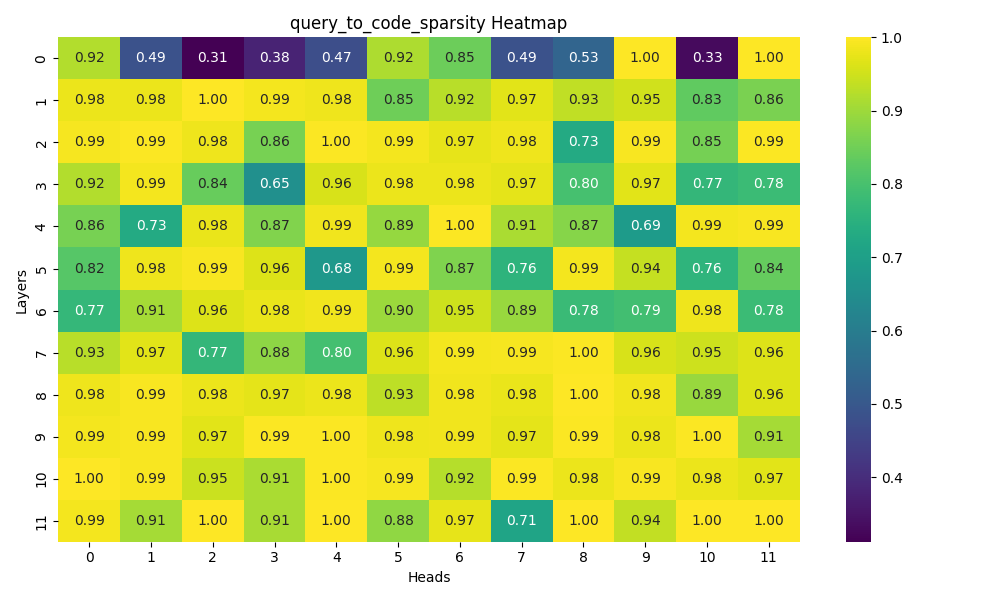 query_to_code_sparsity Heatmap
0 0.92 0.49 0.31 0.38 0.47 0.92 0.85 0.49 0.53 1.00 0.33 1.00
1 0.98 0.98 1.00 0.99 0.98 0.85 0.92 0.97 0.93 0.95 0.83 0.86
2 0.99 0.99 0.98 0.86 1.00 0.99 0.97 0.98 0.73 0.99 0.85 0.99
3 0.92 0.99 0.84 0.65 0.96 0.98 0.98 0.97 0.80 0.97 0.77 0.78
4 0.86 0.73 0.98 0.87 0.99 0.89 1.00 0.91 0.87 0.69 0.99 0.99
5 0.82 0.98 0.99 0.96 0.68 0.99 0.87 0.76 0.99 0.94 0.76 0.84
6 0.77 0.91 0.96 0.98 0.99 0.90 0.95 0.89 0.78 0.79 0.98 0.78
7 0.93 0.97 0.77 0.88 0.80 0.96 0.99 0.99 1.00 0.96 0.95 0.96
8 0.98 0.99 0.98 0.97 0.98 0.93 0.98 0.98 1.00 0.98 0.89 0.96
9 0.99 0.99 0.97 0.99 1.00 0.98 0.99 0.97 0.99 0.98 1.00 0.91
10 1.00 0.99 0.95 0.91 1.00 0.99 0.92 0.99 0.98 0.99 0.98 0.97
11 0.99 0.91 1.00 0.91 1.00 0.88 0.97 0.71 1.00 0.94 1.00 1.00
0 1 2 3 4 5 6 7 8 9 10 11
Heads
Layers
1.0
0.9
0.8
0.7
0.6
0.5
0.4